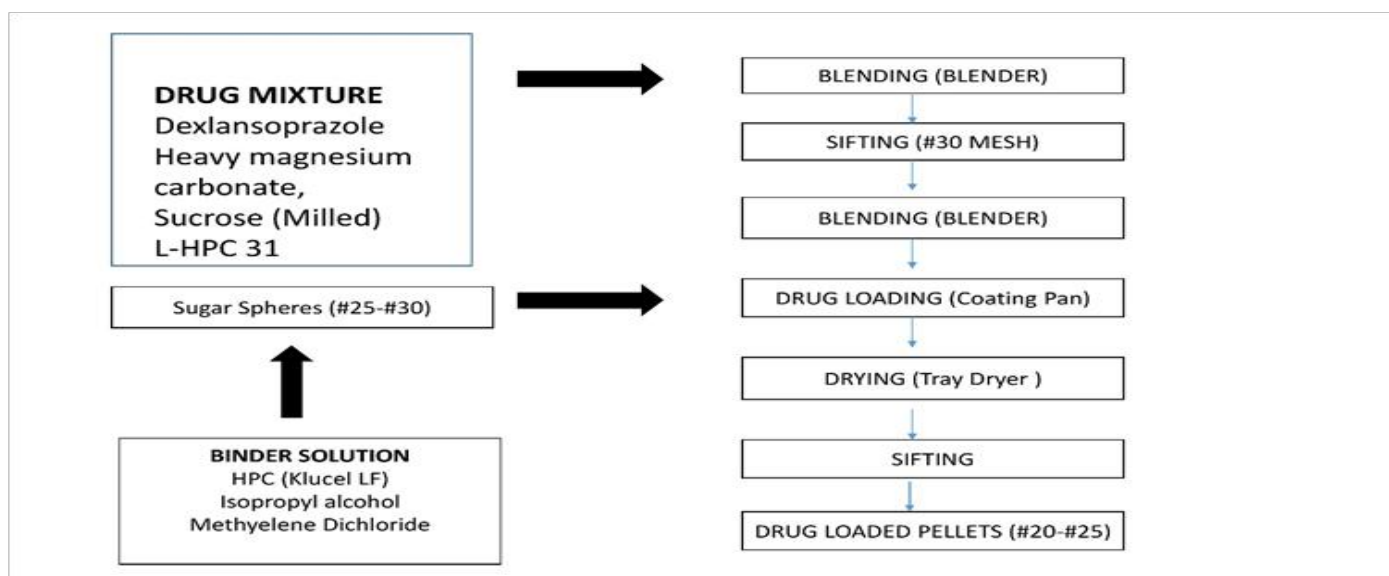 DRUG MIXTURE
Dexlansoprazole
Heavy magnesium
carbonate,
Sucrose (Milled)
L-HPC 31
Sugar Spheres (#25-#30)
BINDER SOLUTION
HPC (Klucel LF)
Isopropyl alcohol
Methyelene Dichloride
BLENDING (BLENDER)
SIFTING (#30 MESH)
BLENDING (BLENDER)
DRUG LOADING (Coating Pan)
DRYING (Tray Dryer )
SIFTING
DRUG LOADED PELLETS (#20-#25)